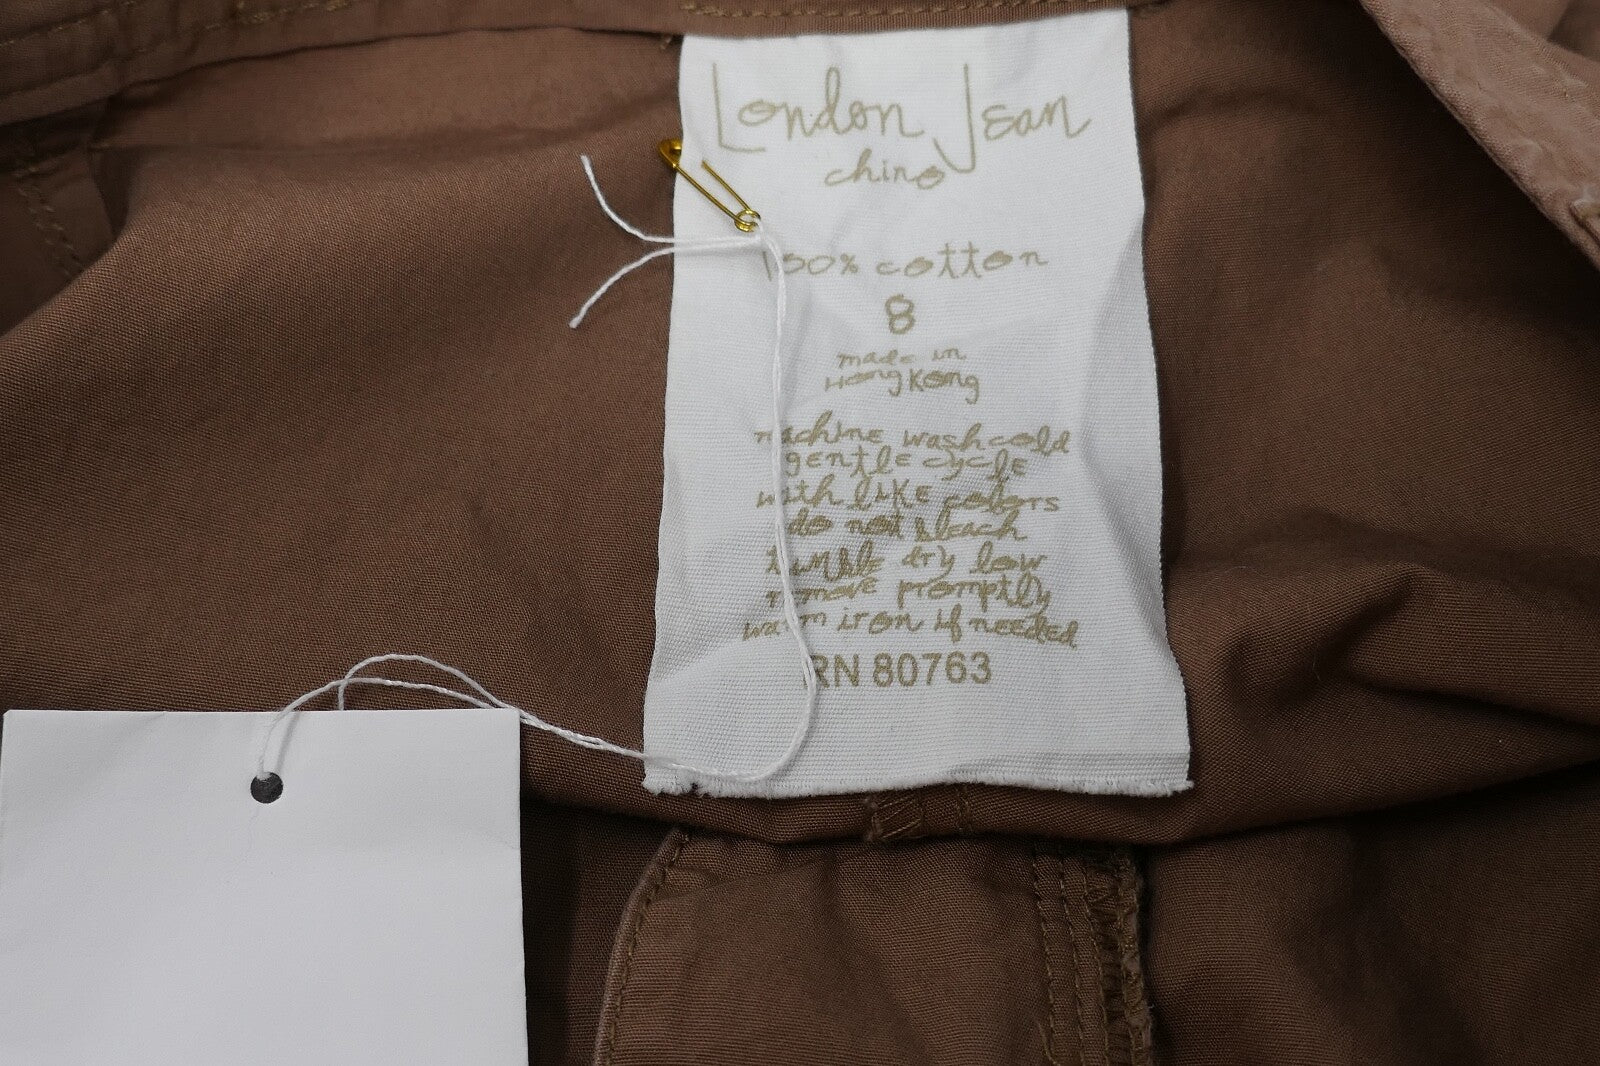 London Jean
chino
100% cotton
8
made in
Hong Kong
machine wash cold
gentle cycle
with like colors
do not bleach
tumble dry low
remove promptly
warm iron if needed
RN 80763